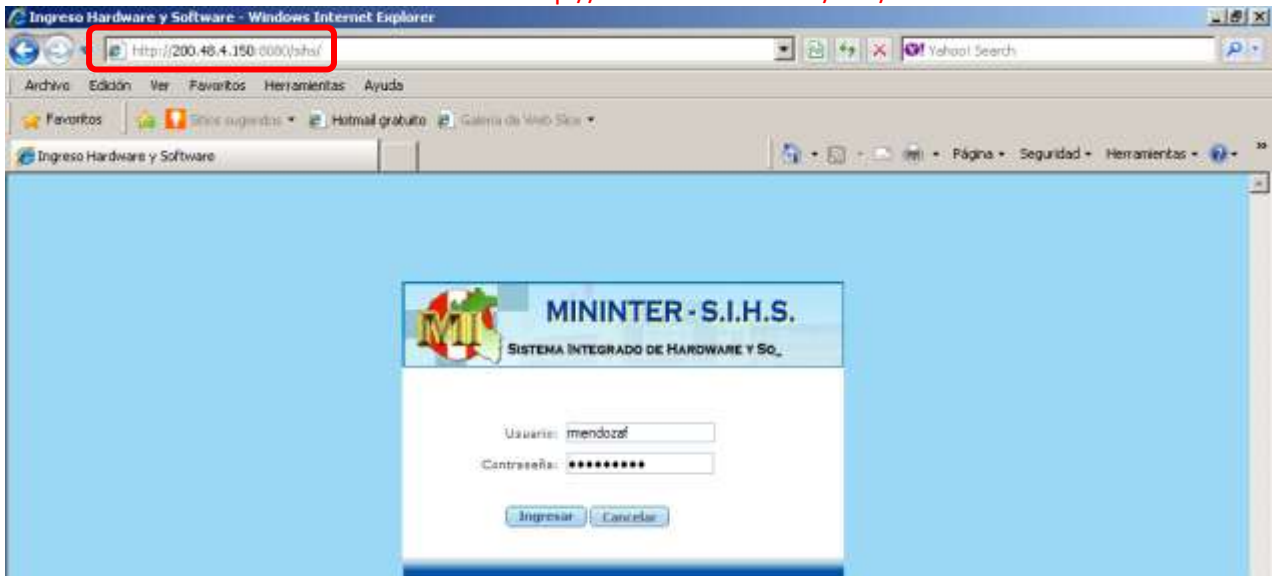 Ingreso Hardware y Software - Windows Internet Explorer
http://200.48.4.150:8080/sihs/
Yahoo! Search
Archivo Edición Ver Favoritos Herramientas Ayuda
Favoritos Sitios sugeridos Hotmail gratuito Galería de Web Slice
Ingreso Hardware y Software
Página Seguridad Herramientas
MI MININTER - S.I.H.S.
SISTEMA INTEGRADO DE HARDWARE Y SO_
Usuario: rmendozaf
Contraseña: •••••••••
Ingresar Cancelar